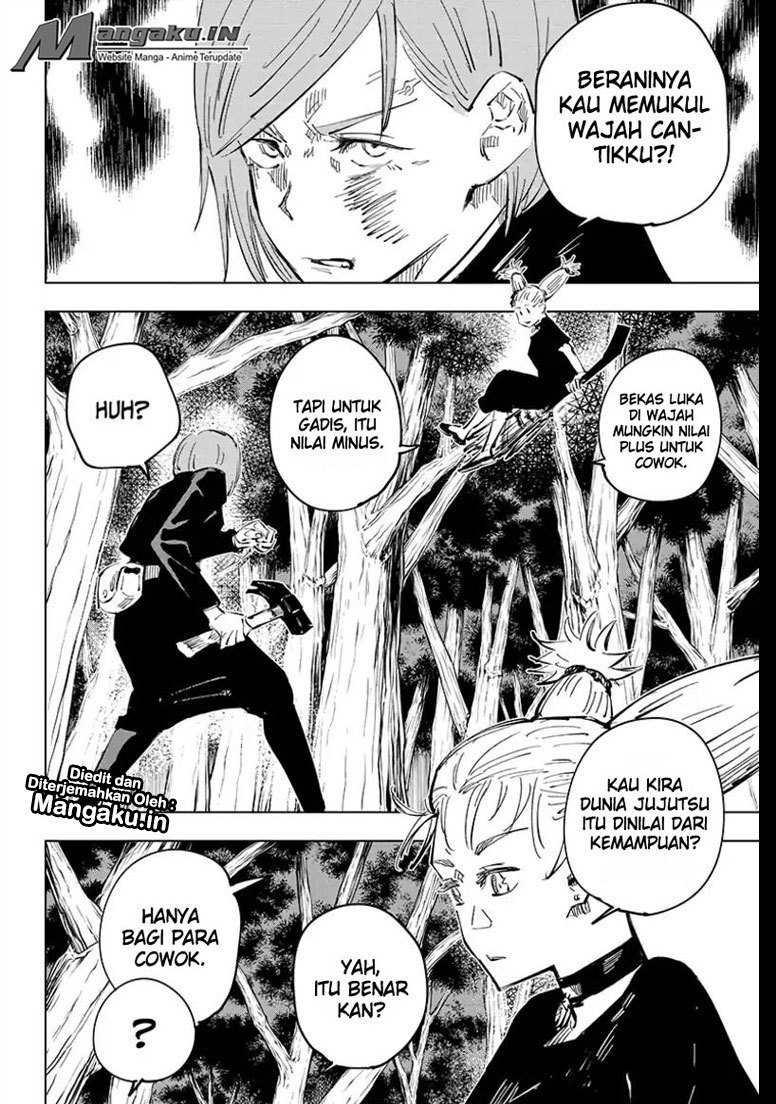 Mangaku.iN
Website Manga - Anime Terupdate
BERANINYA
KAU MEMUKUL
WAJAH CAN-
TIKKU?!
BEKAS LUKA
DI WAJAH
MUNGKIN NILAI
PLUS UNTUK
COWOK.
TAPI UNTUK
GADIS, ITU
NILAI MINUS.
HUH?
Diedit dan
Diterjemahkan Oleh :
Mangaku.in
KAU KIRA
DUNIA JUJUTSU
ITU DINILAI DARI
KEMAMPUAN?
YAH,
ITU BENAR
KAN?
HANYA
BAGI PARA
COWOK.
?